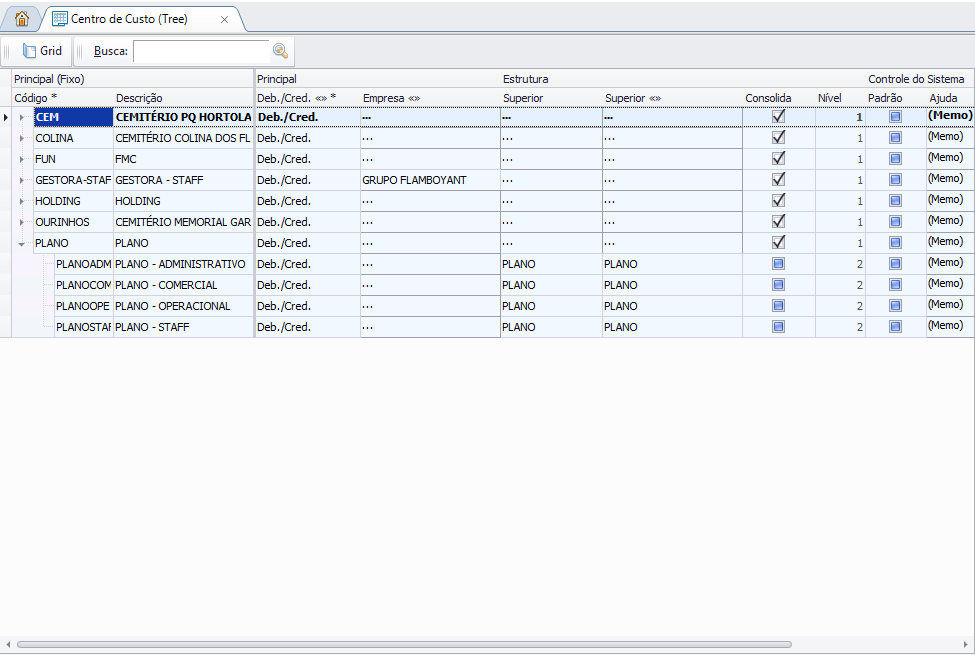 Centro de Custo (Tree)
Grid Busca:
Principal (Fixo) Principal Estrutura Controle do Sistema
Código * Descrição Deb./Cred. «» * Empresa «» Superior Superior «» Consolida Nível Padrão Ajuda
CEM CEMITÉRIO PQ HORTOLA Deb./Cred. ... ... ... 1 (Memo)
COLINA CEMITÉRIO COLINA DOS FL Deb./Cred. ... ... ... 1 (Memo)
FUN FMC Deb./Cred. ... ... ... 1 (Memo)
GESTORA-STAF GESTORA - STAFF Deb./Cred. GRUPO FLAMBOYANT ... ... 1 (Memo)
HOLDING HOLDING Deb./Cred. ... ... ... 1 (Memo)
OURINHOS CEMITÉRIO MEMORIAL GAR Deb./Cred. ... ... ... 1 (Memo)
PLANO PLANO Deb./Cred. ... ... ... 1 (Memo)
PLANOADM PLANO - ADMINISTRATIVO Deb./Cred. ... PLANO PLANO 2 (Memo)
PLANOCOM PLANO - COMERCIAL Deb./Cred. ... PLANO PLANO 2 (Memo)
PLANOOPE PLANO - OPERACIONAL Deb./Cred. ... PLANO PLANO 2 (Memo)
PLANOSTAF PLANO - STAFF Deb./Cred. ... PLANO PLANO 2 (Memo)